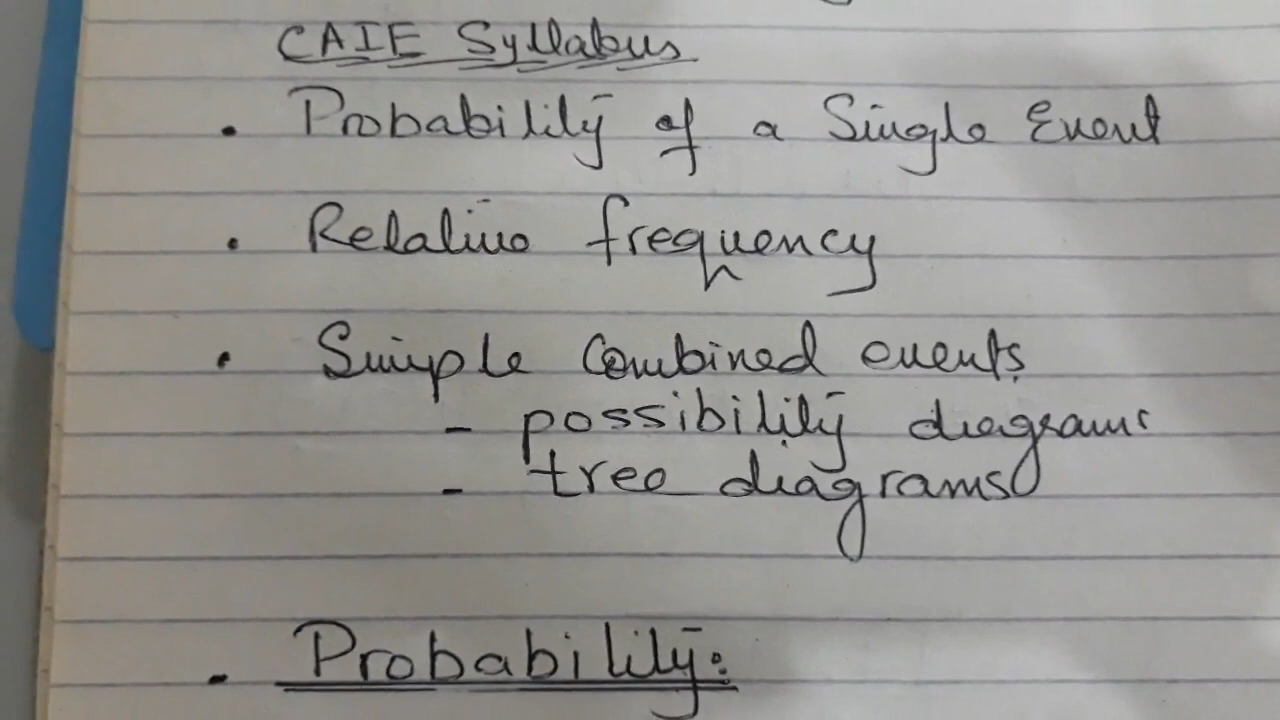 CAIE Syllabus
• Probability of a Single Event
• Relative frequency
• Simple Combined events
- possibility diagrams
- tree diagrams
• Probability: